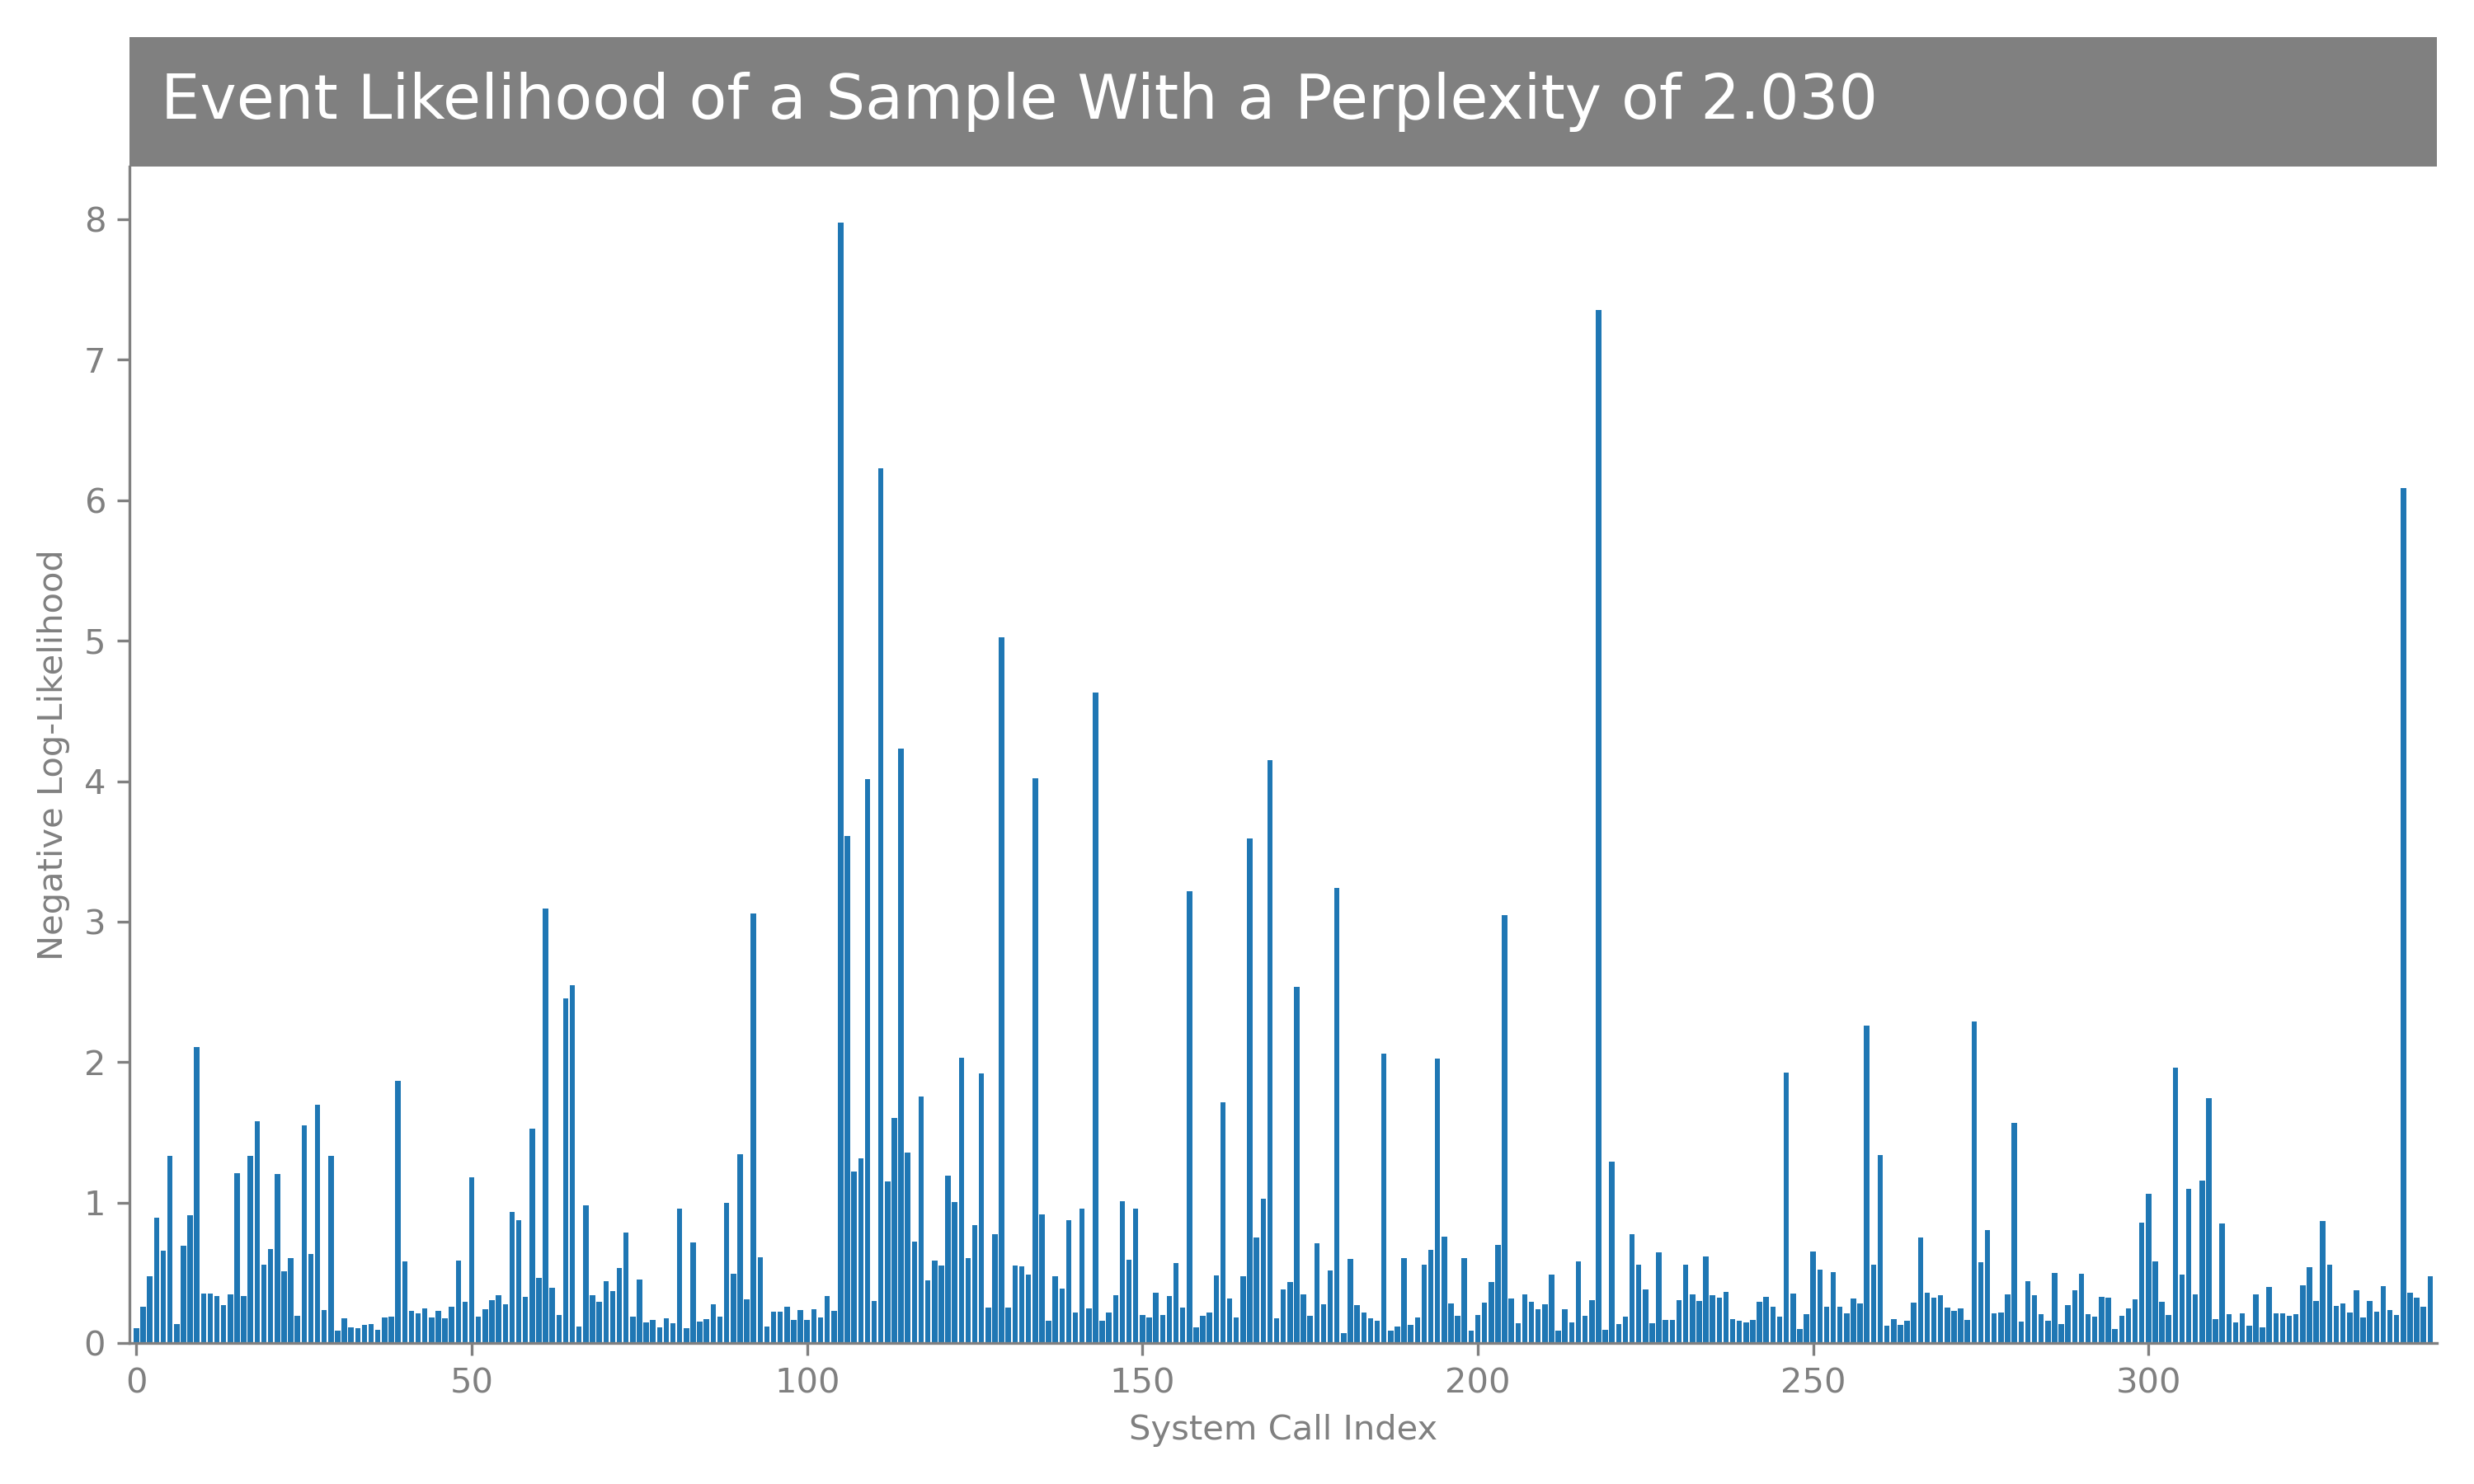 Event Likelihood of a Sample With a Perplexity of 2.030
8
7
6
5
4
3
2
1
0
Negative Log-Likelihood
0 50 100 150 200 250 300
System Call Index